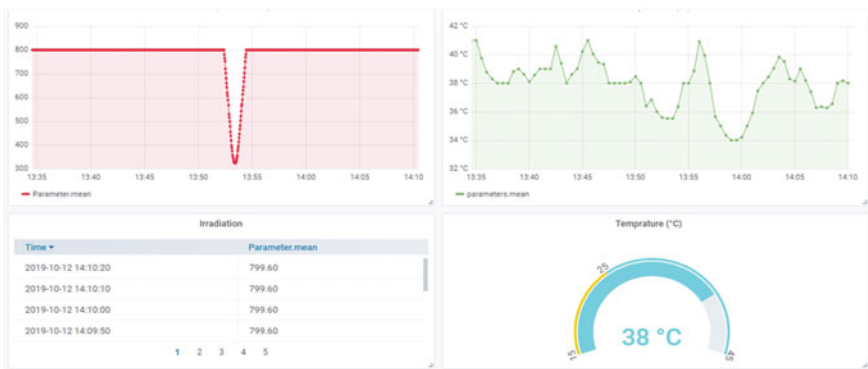 900
800
700
600
500
400
300
13:35 13:40 13:45 13:50 13:55 14:00 14:05 14:10
Parameter.mean
42 °C
40 °C
38 °C
36 °C
34 °C
32 °C
13:35 13:40 13:45 13:50 13:55 14:00 14:05 14:10
parameters.mean
Irradiation
Time Parameter.mean
2019-10-12 14:10:20 799.60
2019-10-12 14:10:10 799.60
2019-10-12 14:10:00 799.60
2019-10-12 14:09:50 799.60
1 2 3 4 5
Temprature (°C)
15
25
45
38 °C